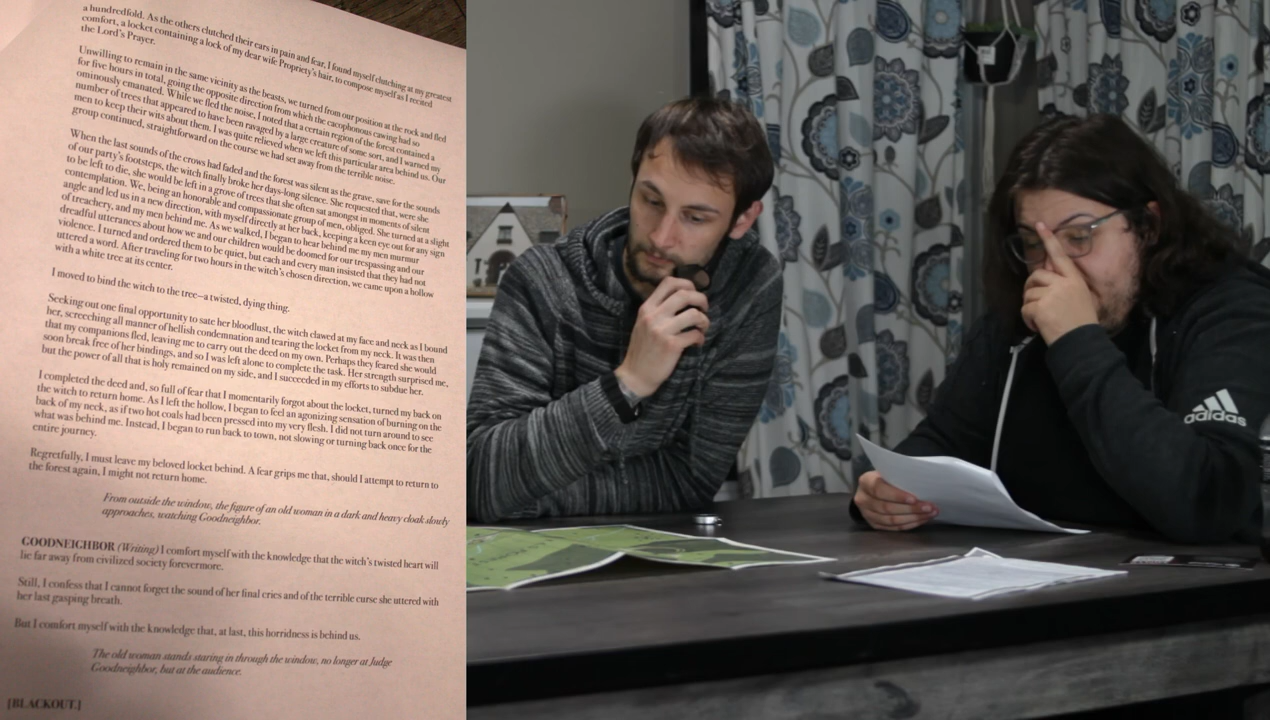 a hundredfold. As the others clutched their ears in pain and fear, I found myself clutching at my greatest
comfort, a locket containing a lock of my dear wife Propriety's hair, to compose myself as I recited
the Lord's Prayer.
Unwilling to remain in the same vicinity as the beasts, we turned from our position at the rock and fled
for five hours in total, going the opposite direction from which the cacophonous cawing had so
ominously emanated. While we fled the noise, I noted that a certain region of the forest contained a
number of trees that appeared to have been ravaged by a large creature of some sort, and I warned my
men to keep their wits about them. I was quite relieved when we left this particular area behind us. Our
group continued, straightforward on the course we had set away from the terrible noise.
When the last sounds of the crows had faded and the forest was silent as the grave, save for the sounds
of our party's footsteps, the witch finally broke her days-long silence. She requested that, were she
to be left to die, she would be left in a grove of trees that she often sat amongst in moments of silent
contemplation. We, being an honorable and compassionate group of men, obliged. She turned at a slight
angle and led us in a new direction, with myself directly at her back, keeping a keen eye out for any sign
of treachery, and my men behind me. As we walked, I began to hear behind me my men murmur
dreadful utterances about how we and our children would be doomed for our trespassing and our
violence. I turned and ordered them to be quiet, but each and every man insisted that they had not
uttered a word. After traveling for two hours in the witch's chosen direction, we came upon a hollow
with a white tree at its center.
I moved to bind the witch to the tree—a twisted, dying thing.
Seeking out one final opportunity to sate her bloodlust, the witch clawed at my face and neck as I bound
her, screeching all manner of hellish condemnation and tearing the locket from my neck. It was then
that my companions fled, leaving me to carry out the deed on my own. Perhaps they feared she would
soon break free of her bindings, and so I was left alone to complete the task. Her strength surprised me,
but the power of all that is holy remained on my side, and I succeeded in my efforts to subdue her.
I completed the deed and, so full of fear that I momentarily forgot about the locket, turned my back on
the witch to return home. As I left the hollow, I began to feel an agonizing sensation of burning on the
back of my neck, as if two hot coals had been pressed into my very flesh. I did not turn around to see
what was behind me. Instead, I began to run back to town, not slowing or turning back once for the
entire journey.
Regretfully, I must leave my beloved locket behind. A fear grips me that, should I attempt to return to
the forest again, I might not return home.
From outside the window, the figure of an old woman in a dark and heavy cloak slowly
approaches, watching Goodneighbor.
GOODNEIGHBOR (Writing) I comfort myself with the knowledge that the witch's twisted heart will
lie far away from civilized society forevermore.
Still, I confess that I cannot forget the sound of her final cries and of the terrible curse she uttered with
her last gasping breath.
But I comfort myself with the knowledge that, at last, this horridness is behind us.
The old woman stands staring in through the window, no longer at Judge
Goodneighbor, but at the audience.
[BLACKOUT.]
adidas